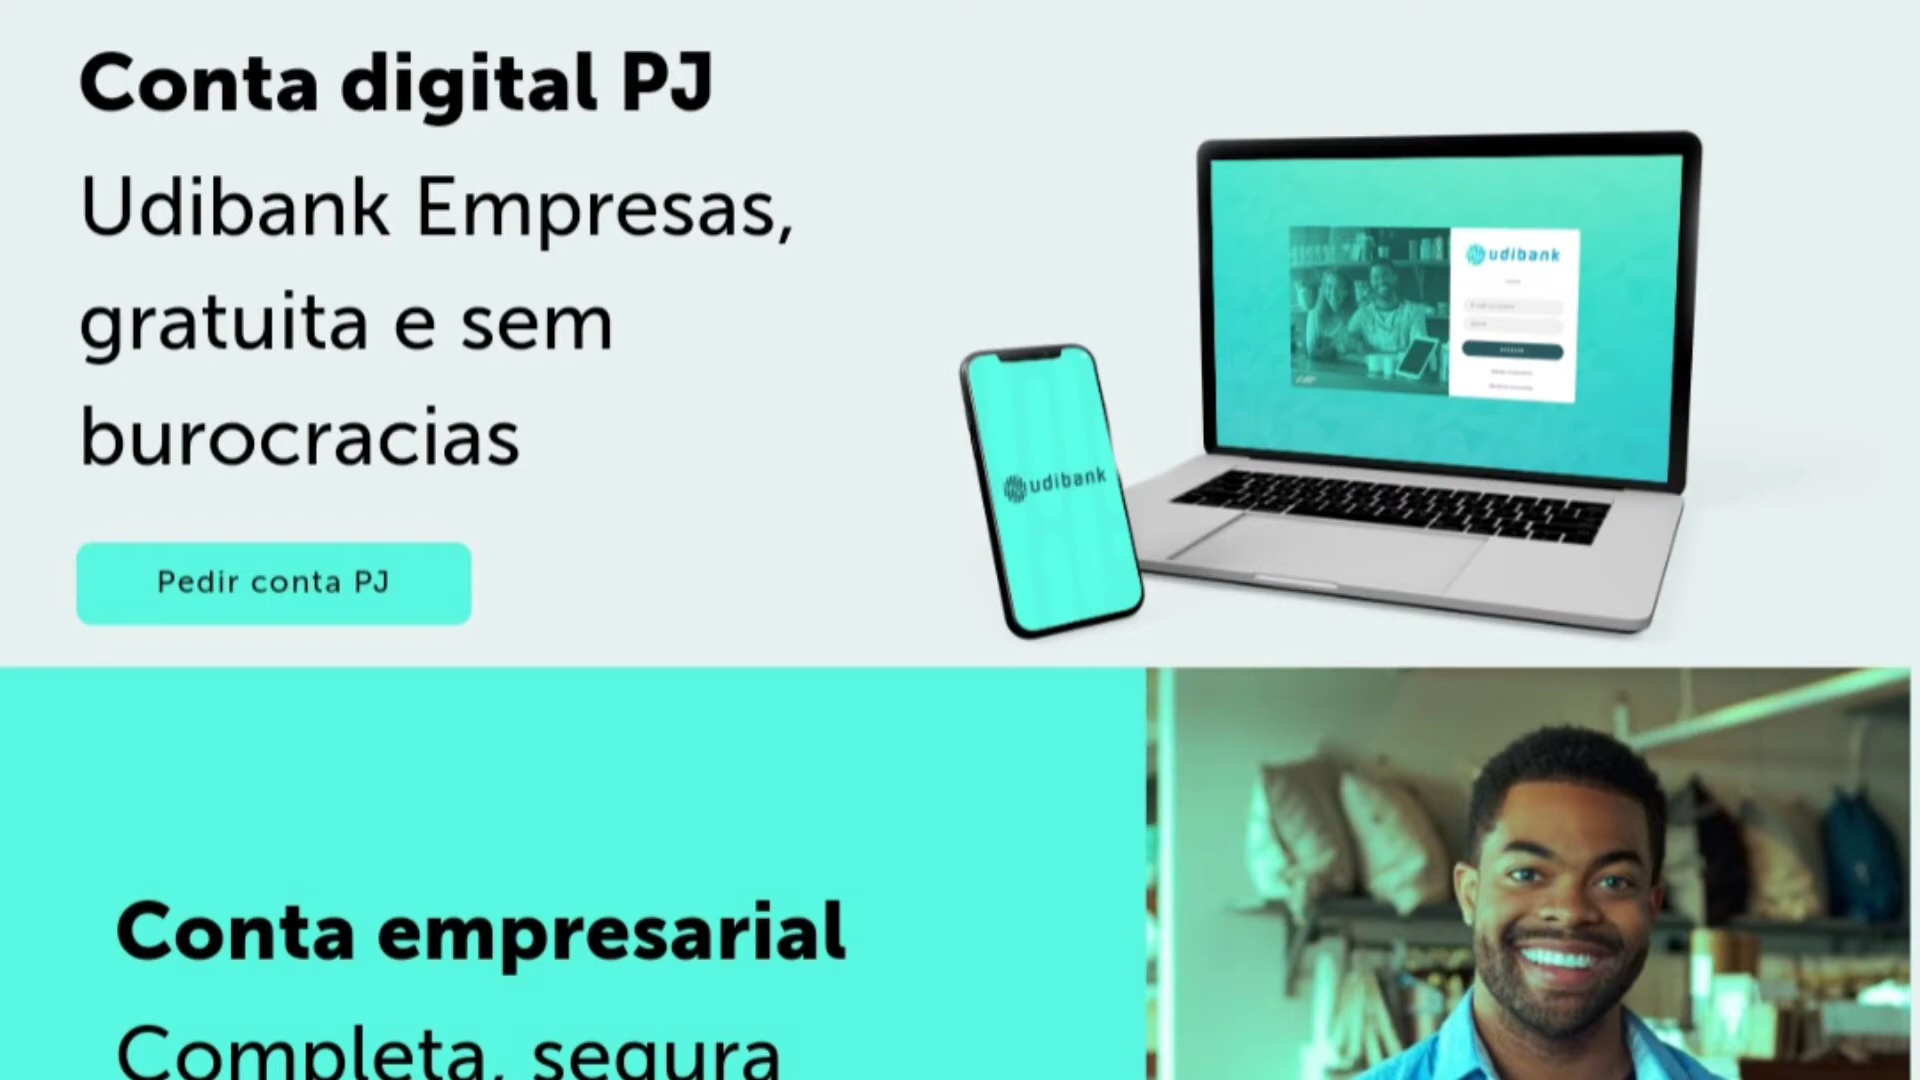 Conta digital PJ
Udibank Empresas,
gratuita e sem
burocracias
Pedir conta PJ
udibank
udibank
Conta empresarial
Completa, segura